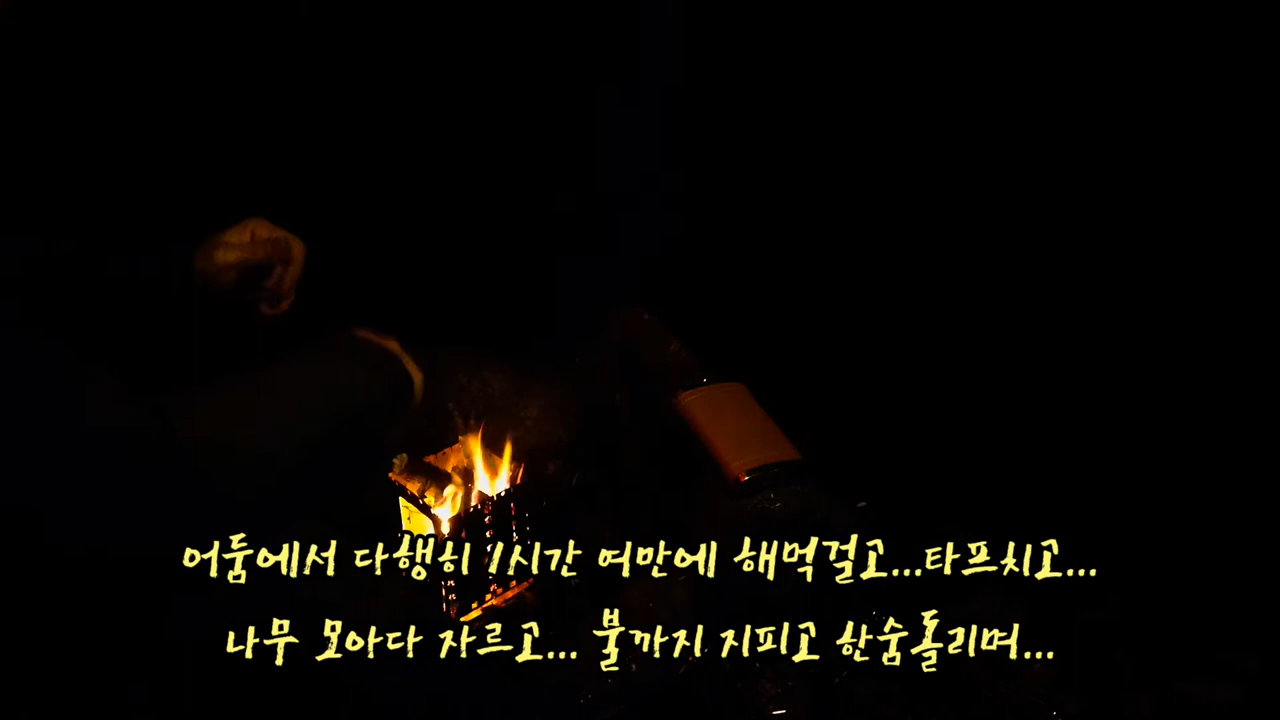 어둠에서 다행히 1시간 여만에 해먹걸고...타프치고...
나무 모아다 자르고... 불까지 지피고 한숨돌리며...